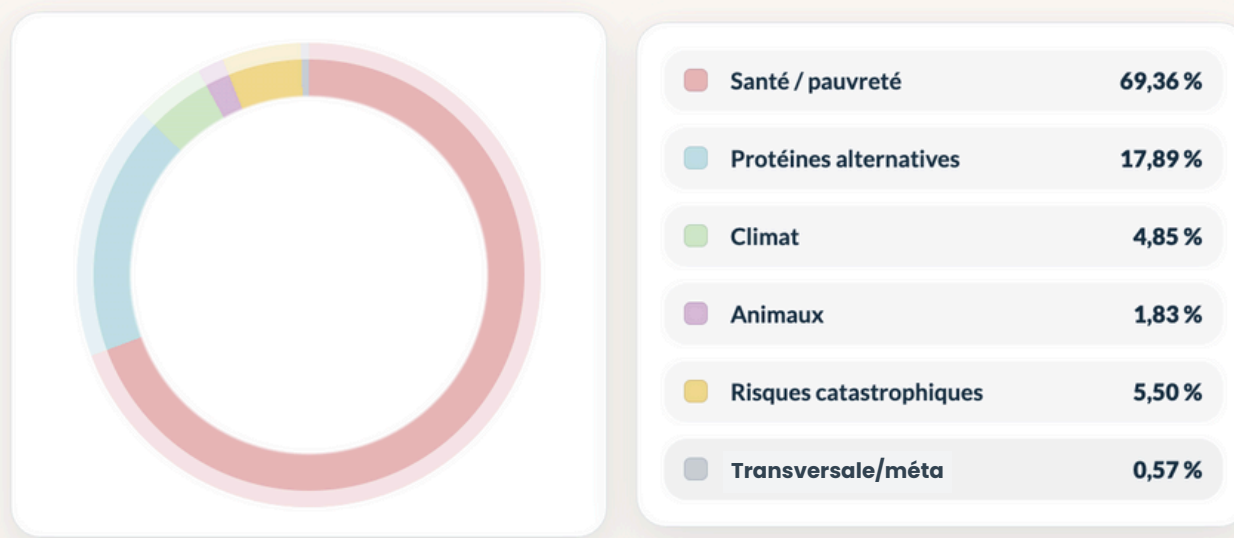 Santé / pauvreté 69,36 %
Protéines alternatives 17,89 %
Climat 4,85 %
Animaux 1,83 %
Risques catastrophiques 5,50 %
Transversale/méta 0,57 %